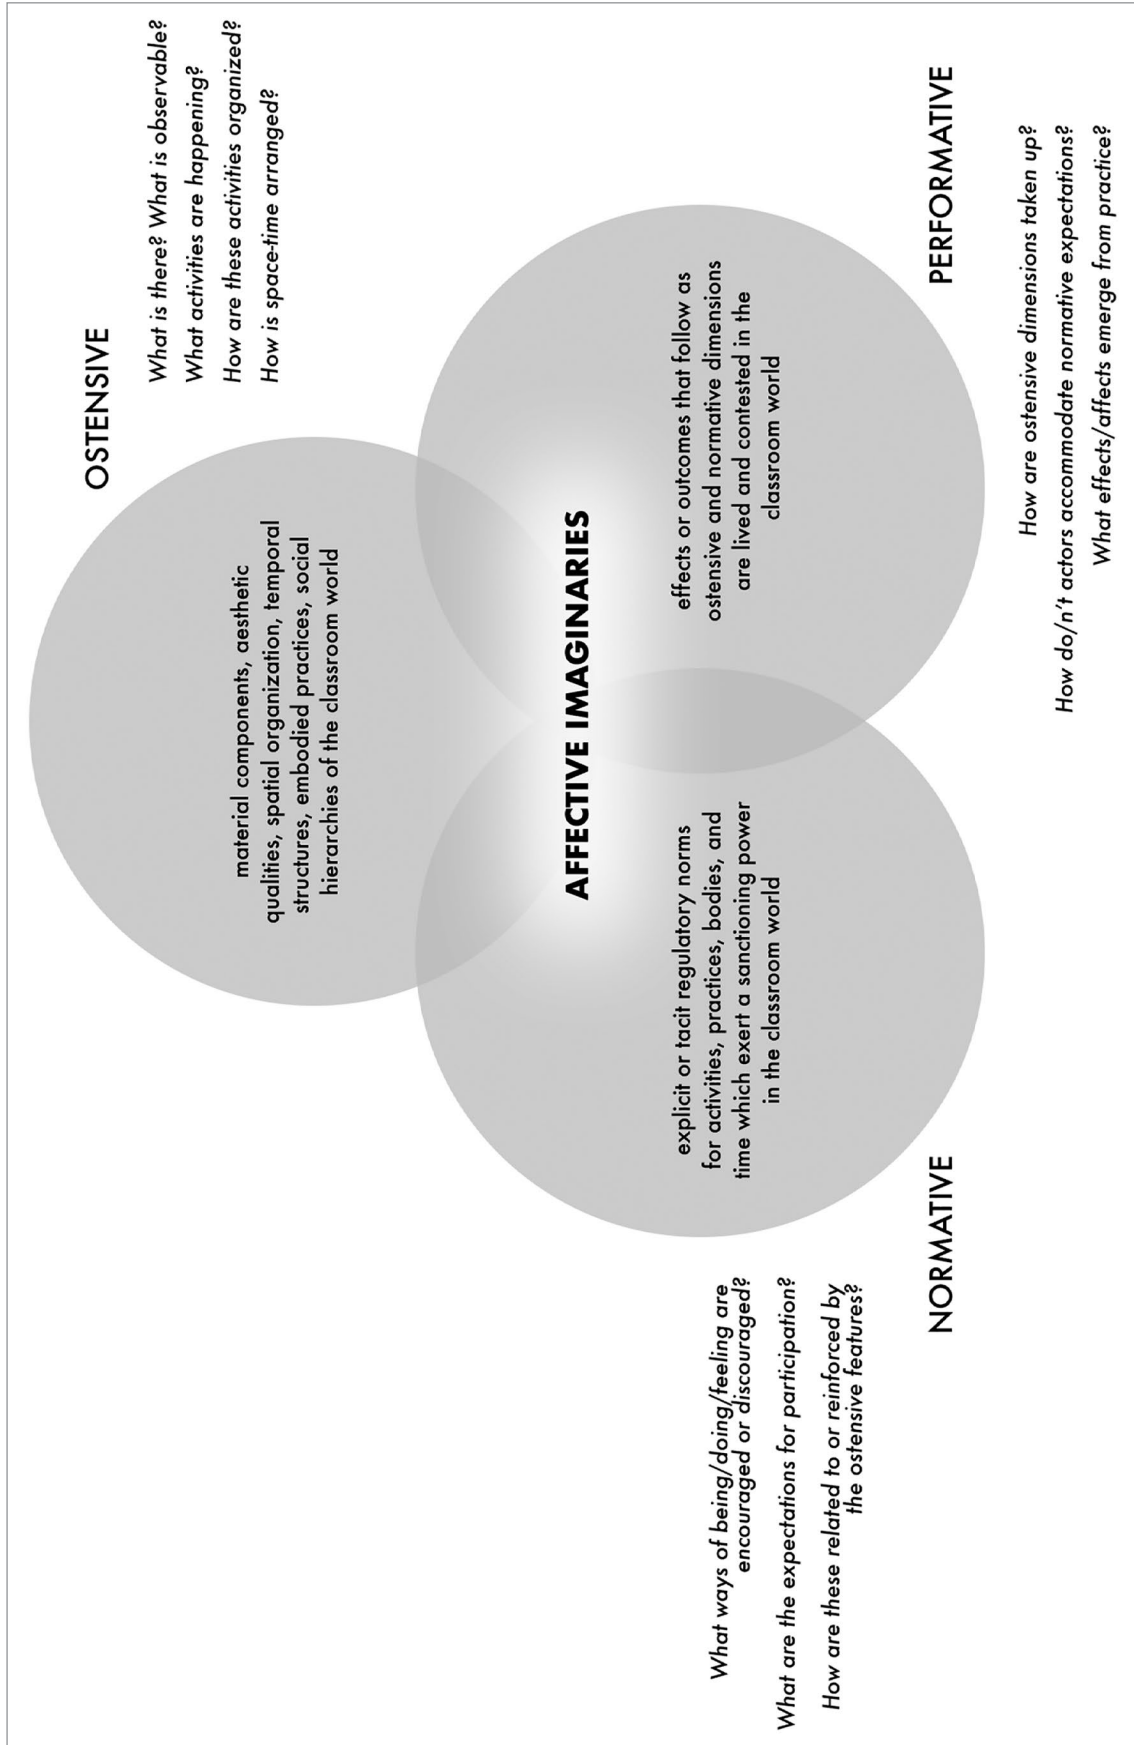 OSTENSIVE
What is there? What is observable?
What activities are happening?
How are these activities organized?
How is space-time arranged?
material components, aesthetic
qualities, spatial organization, temporal
structures, embodied practices, social
hierarchies of the classroom world
AFFECTIVE IMAGINARIES
What ways of being/doing/feeling are
encouraged or discouraged?
What are the expectations for participation?
How are these related to or reinforced by
the ostensive features?
NORMATIVE
explicit or tacit regulatory norms
for activities, practices, bodies, and
time which exert a sanctioning power
in the classroom world
effects or outcomes that follow as
ostensive and normative dimensions
are lived and contested in the
classroom world
PERFORMATIVE
How are ostensive dimensions taken up?
How do/n't actors accommodate normative expectations?
What effects/affects emerge from practice?